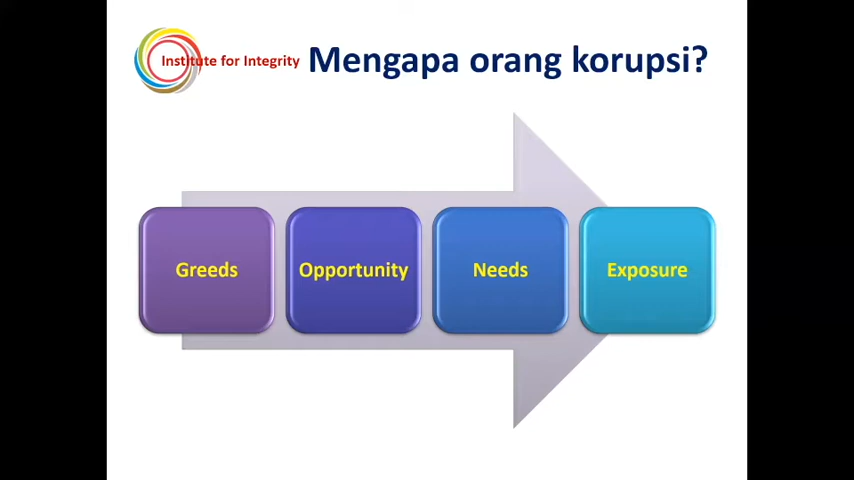 Institute for Integrity
Mengapa orang korupsi?
Greeds
Opportunity
Needs
Exposure